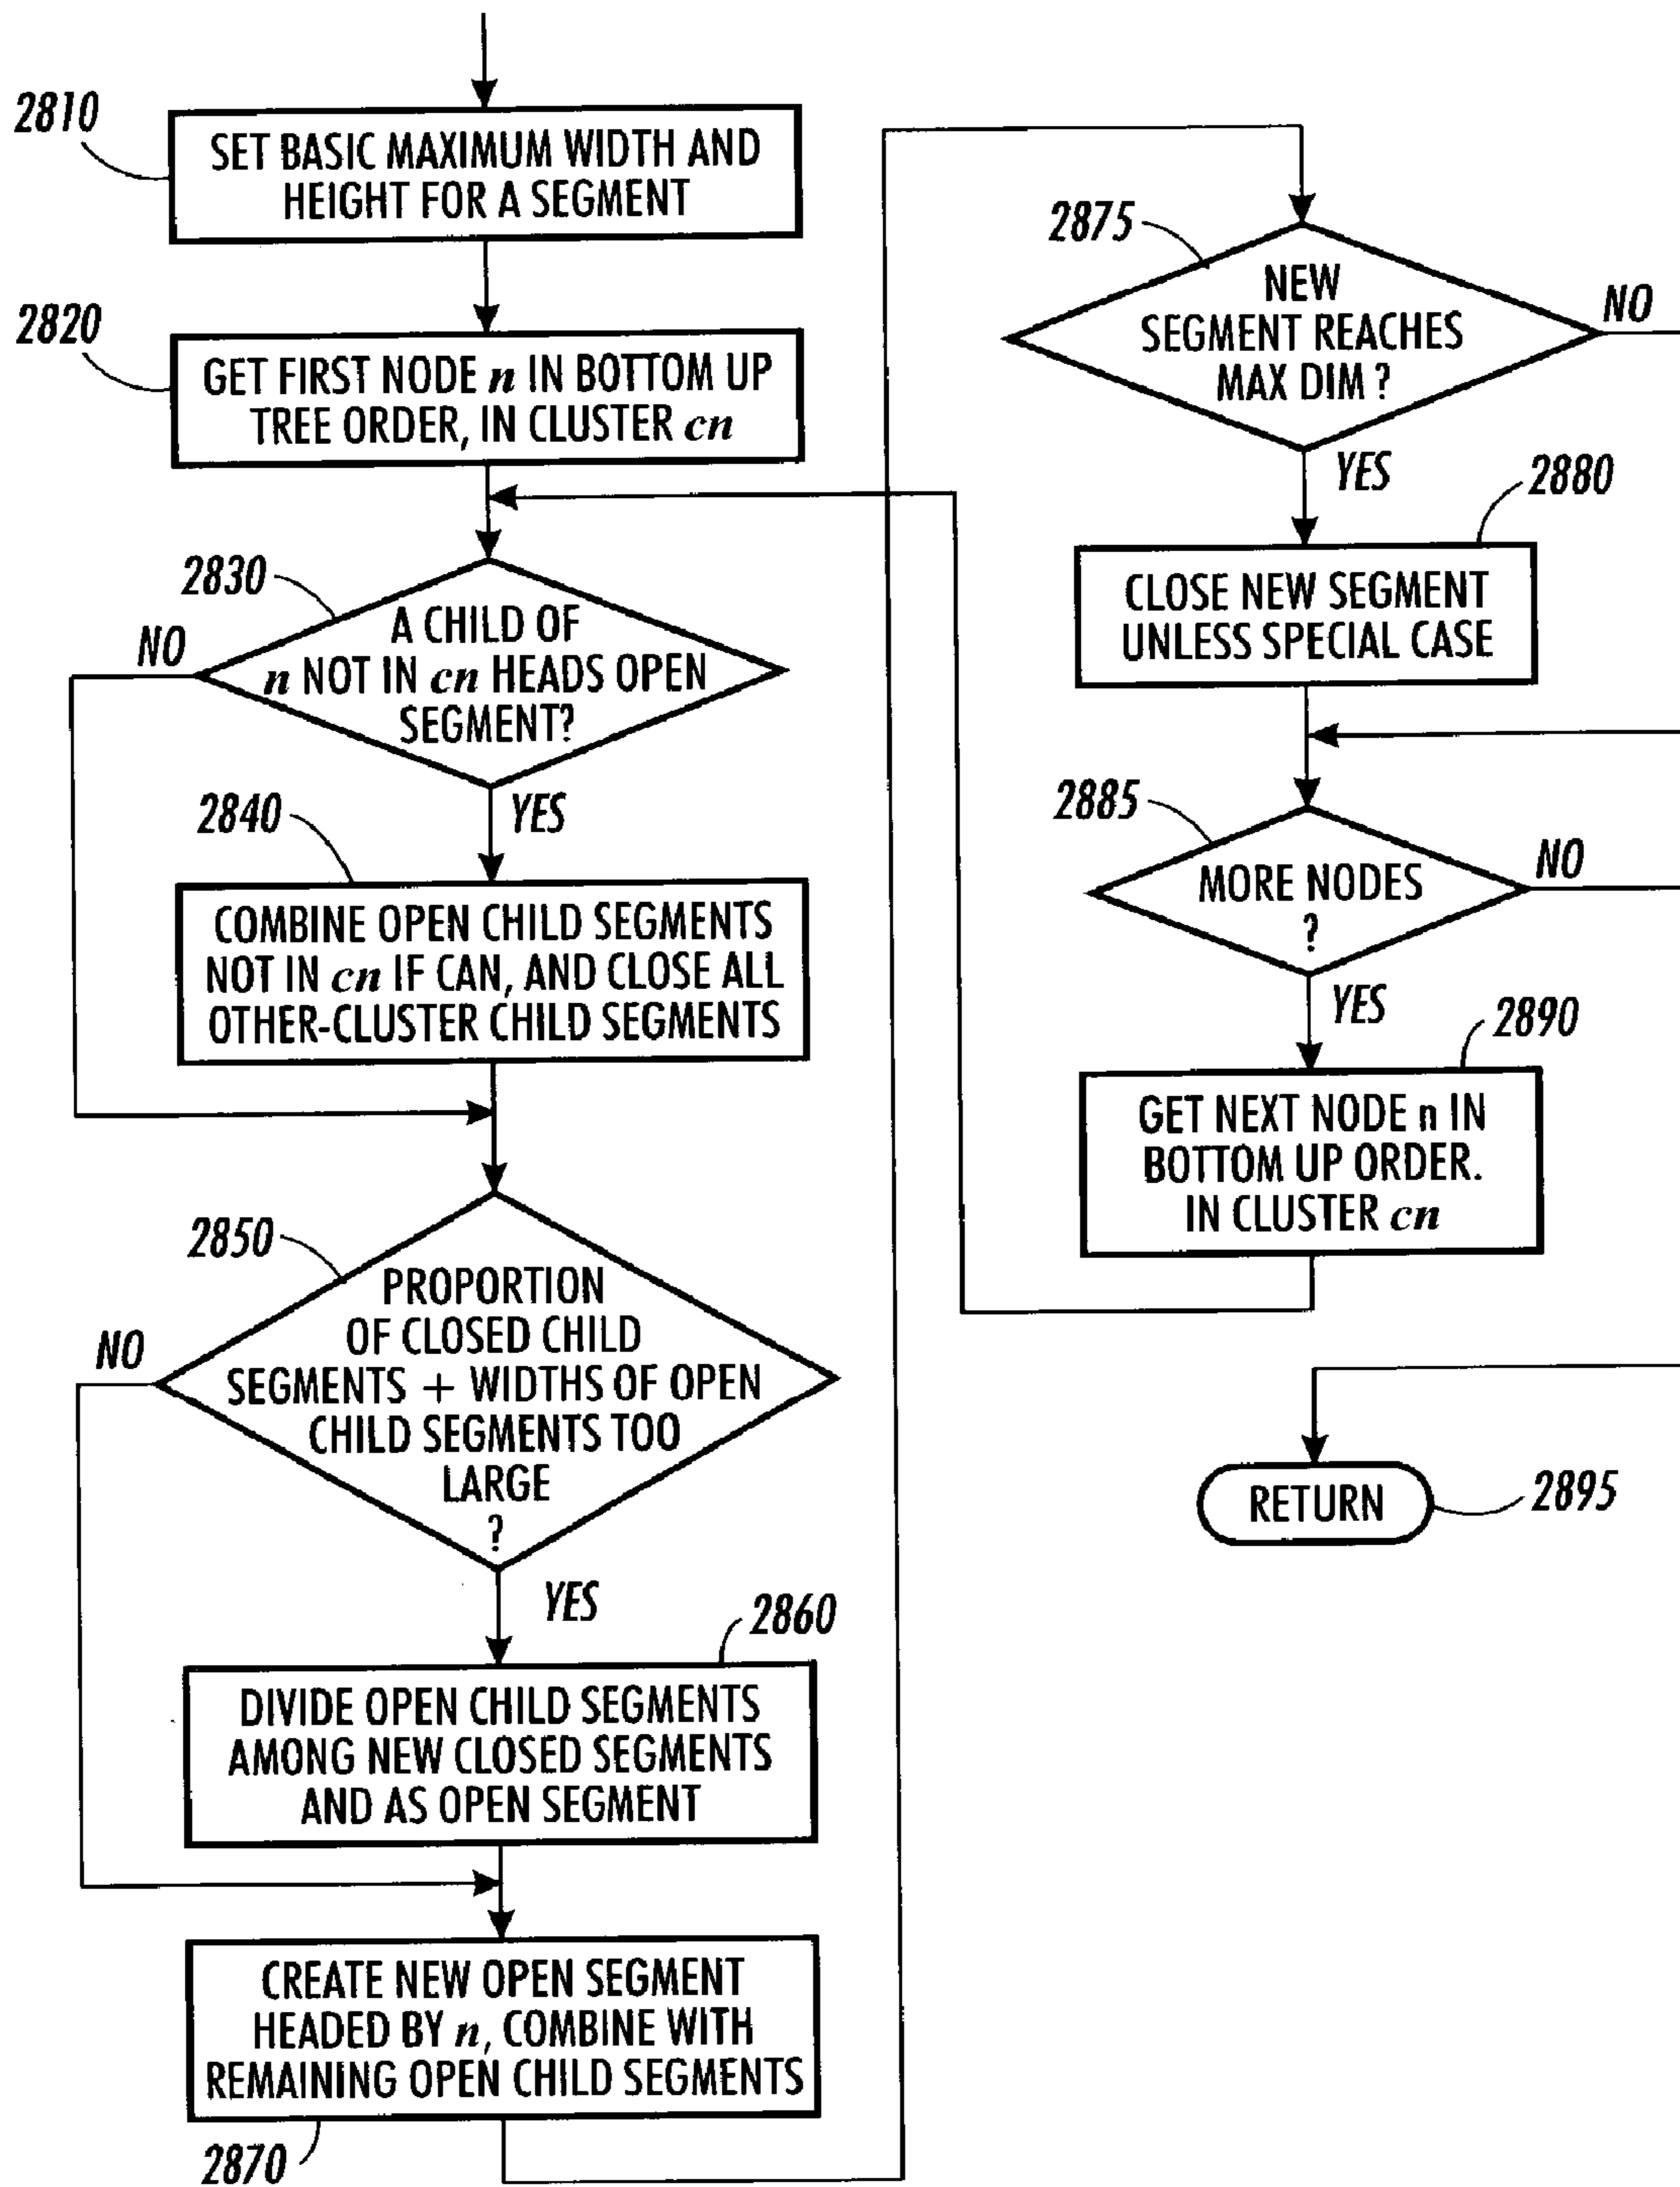 2810
SET BASIC MAXIMUM WIDTH AND
HEIGHT FOR A SEGMENT
2820
GET FIRST NODE n IN BOTTOM UP
TREE ORDER, IN CLUSTER cn
2830
A CHILD OF
n NOT IN cn HEADS OPEN
SEGMENT?
NO
YES
2840
COMBINE OPEN CHILD SEGMENTS
NOT IN cn IF CAN, AND CLOSE ALL
OTHER-CLUSTER CHILD SEGMENTS
2850
PROPORTION
OF CLOSED CHILD
SEGMENTS + WIDTHS OF OPEN
CHILD SEGMENTS TOO
LARGE
?
NO
YES
2860
DIVIDE OPEN CHILD SEGMENTS
AMONG NEW CLOSED SEGMENTS
AND AS OPEN SEGMENT
CREATE NEW OPEN SEGMENT
HEADED BY n, COMBINE WITH
REMAINING OPEN CHILD SEGMENTS
2870
2875
NEW
SEGMENT REACHES
MAX DIM ?
NO
YES
2880
CLOSE NEW SEGMENT
UNLESS SPECIAL CASE
2885
MORE NODES
?
NO
YES
2890
GET NEXT NODE n IN
BOTTOM UP ORDER.
IN CLUSTER cn
RETURN
2895